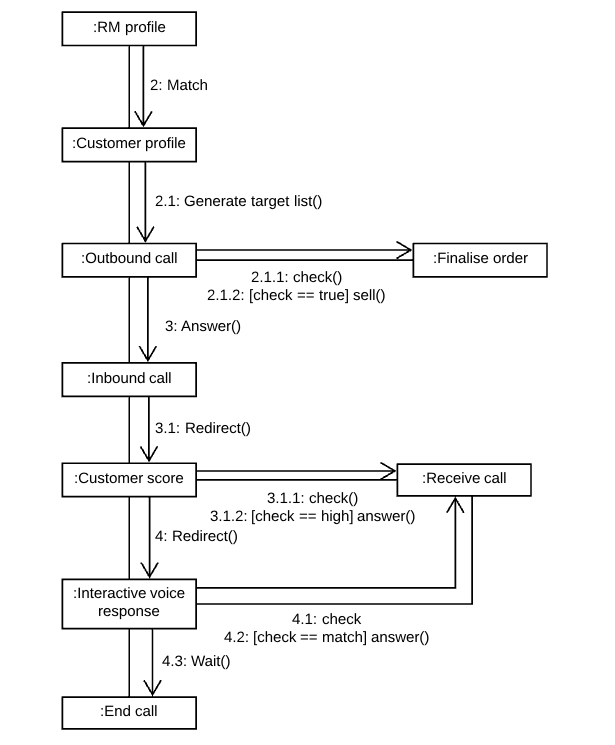 :RM profile
2: Match
:Customer profile
2.1: Generate target list()
:Outbound call
:Finalise order
2.1.1: check()
2.1.2: [check == true] sell()
3: Answer()
:Inbound call
3.1: Redirect()
:Customer score
:Receive call
3.1.1: check()
3.1.2: [check == high] answer()
4: Redirect()
:Interactive voice
response
4.1: check
4.2: [check == match] answer()
4.3: Wait()
:End call